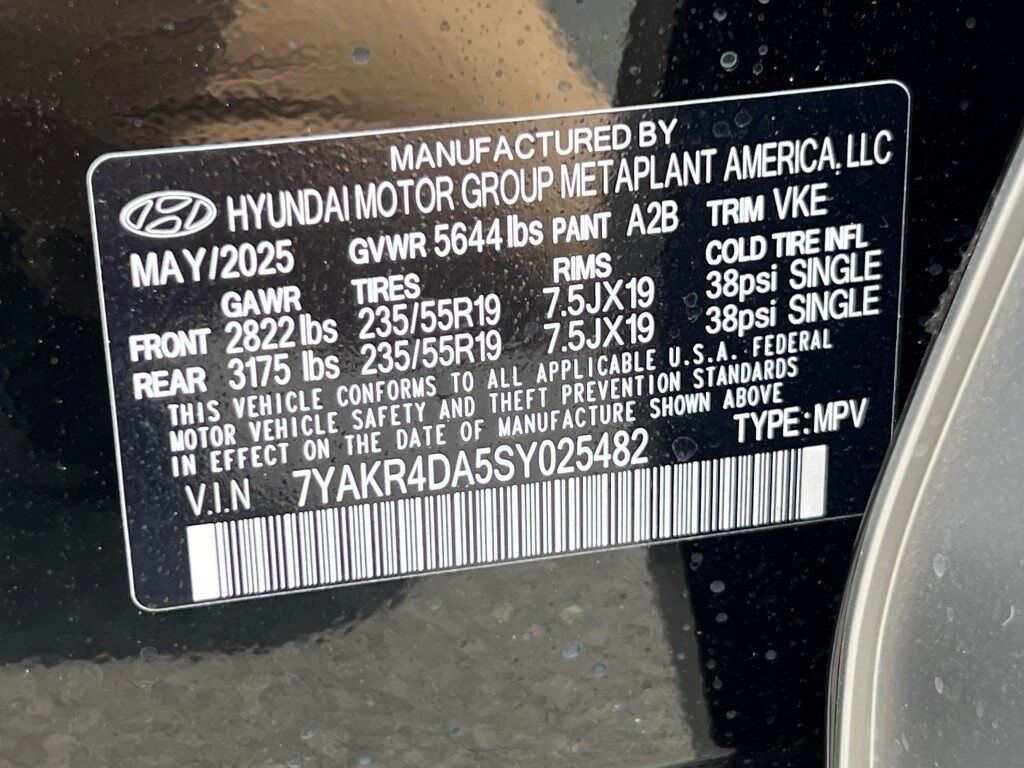 MANUFACTURED BY
HYUNDAI MOTOR GROUP METAPLANT AMERICA, LLC
MAY/2025 GVWR 5644 lbs PAINT A2B TRIM VKE
GAWR TIRES RIMS COLD TIRE INFL
FRONT 2822 lbs 235/55R19 7.5JX19 38psi SINGLE
REAR 3175 lbs 235/55R19 7.5JX19 38psi SINGLE
THIS VEHICLE CONFORMS TO ALL APPLICABLE U.S.A. FEDERAL
MOTOR VEHICLE SAFETY AND THEFT PREVENTION STANDARDS
IN EFFECT ON THE DATE OF MANUFACTURE SHOWN ABOVE
V.I.N 7YAKR4DA5SY025482 TYPE:MPV